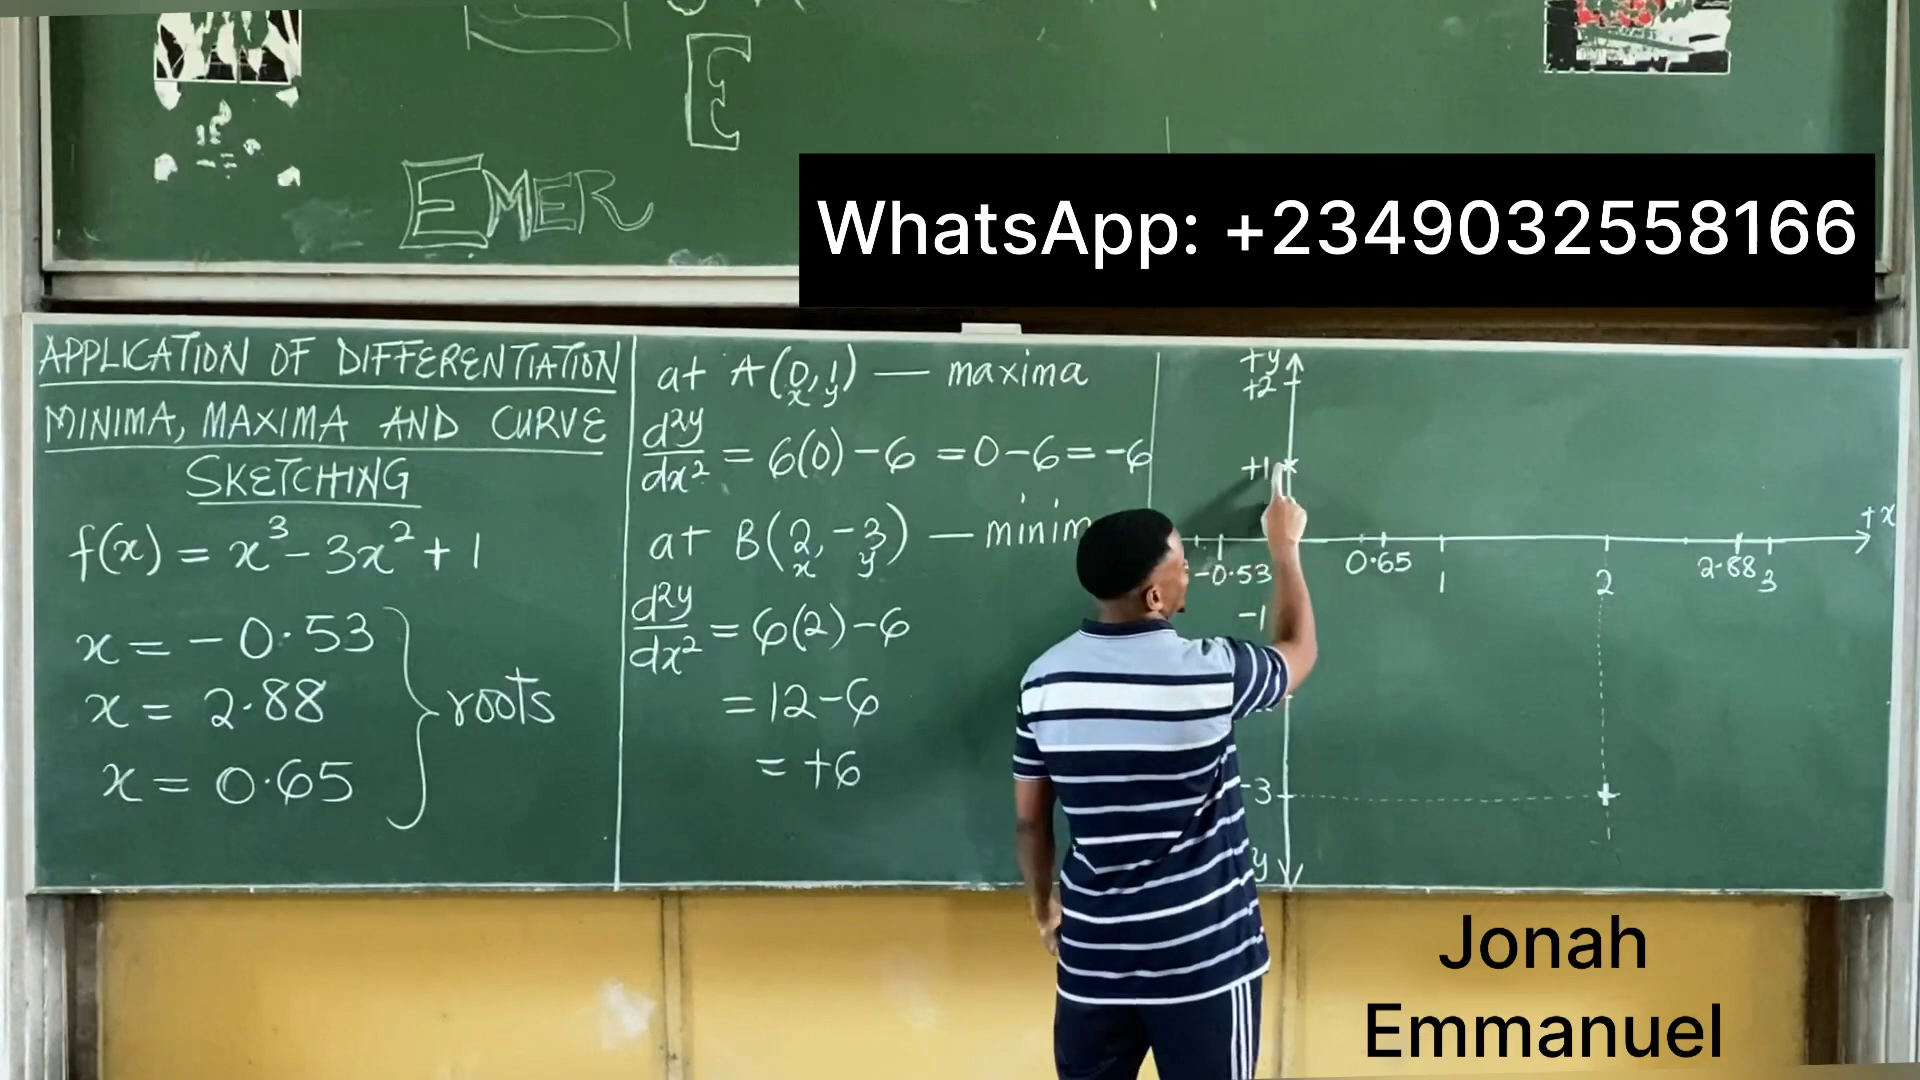 E
EMER
WhatsApp: +2349032558166
APPLICATION OF DIFFERENTIATION
MINIMA, MAXIMA AND CURVE
SKETCHING
f(x) = x³ - 3x² + 1
x = -0.53
x = 2.88
x = 0.65
roots
at A(0,1) — maxima
x y
d²y/dx² = 6(0) - 6 = 0 - 6 = -6
at B(2,-3) — minim
x y
d²y/dx² = 6(2) - 6
= 12 - 6
= +6
+y
+2
+1
+x
-0.53 0.65 1 2 2.88 3
-1
-3
y
Jonah
Emmanuel